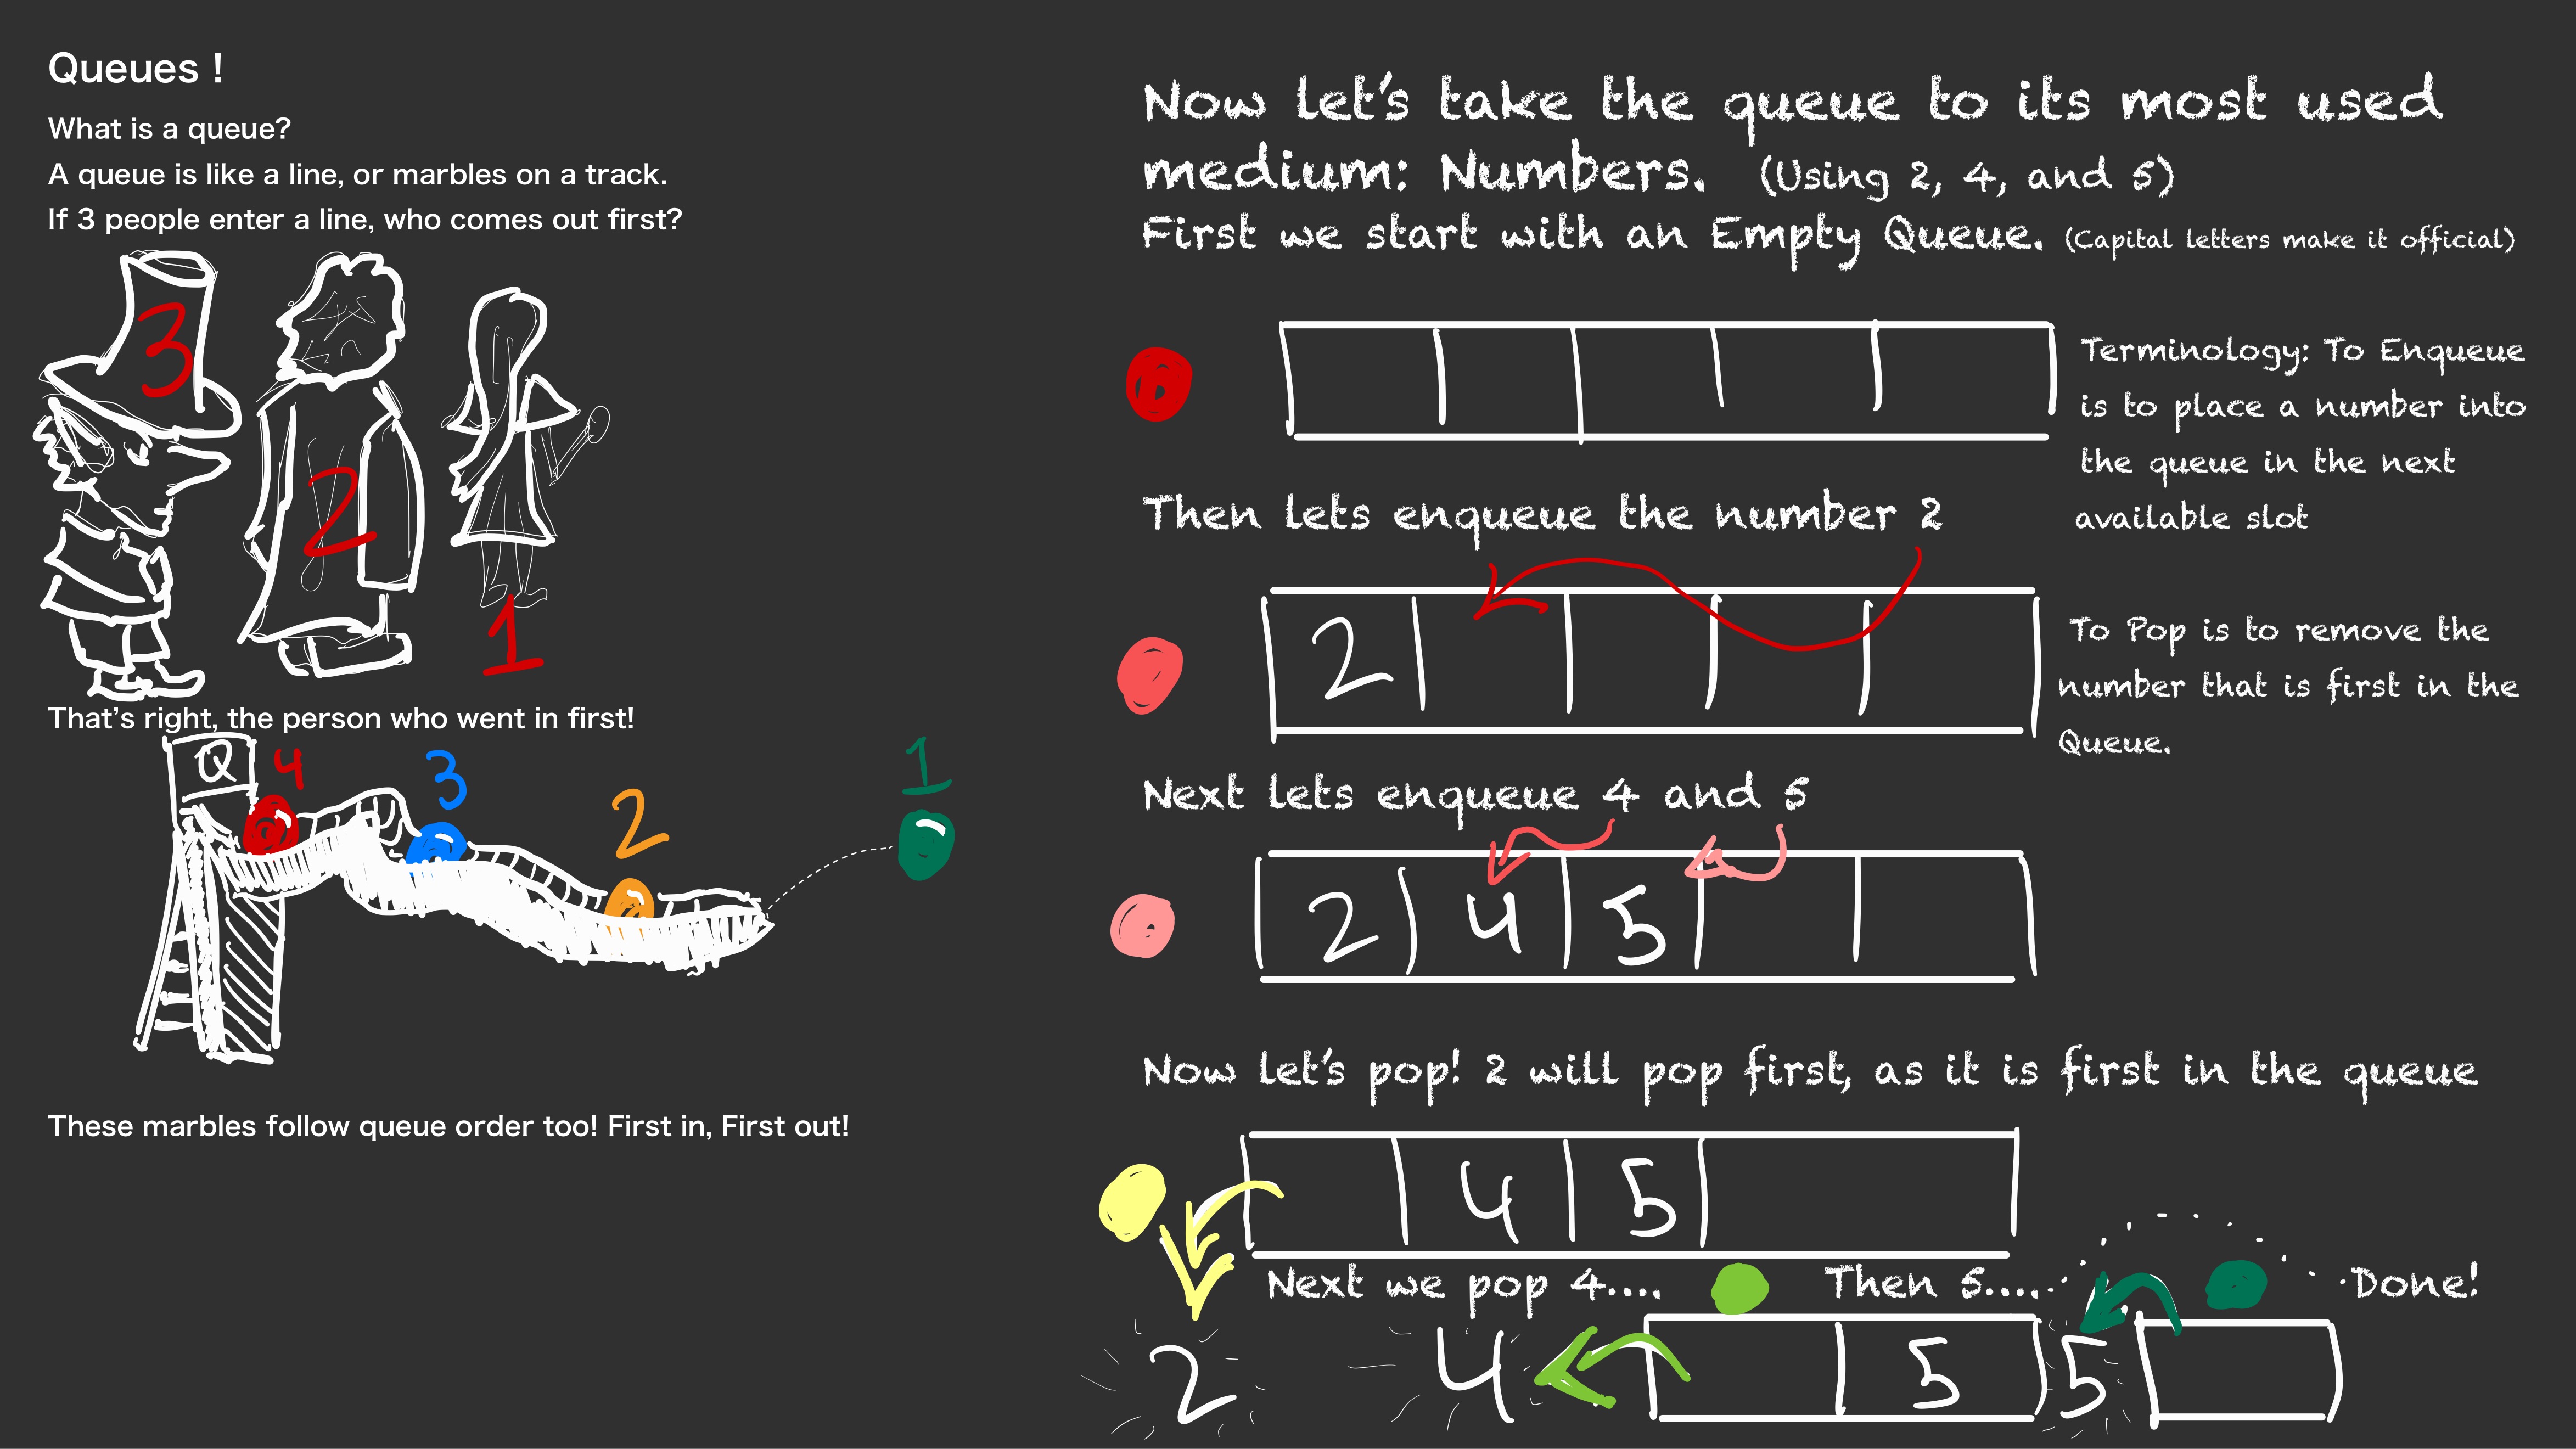 Queues !
What is a queue?
A queue is like a line, or marbles on a track.
If 3 people enter a line, who comes out first?
3
2
1
That's right, the person who went in first!
Q
4
3
2
1
These marbles follow queue order too! First in, First out!
Now let's take the queue to its most used
medium: Numbers. (Using 2, 4, and 5)
First we start with an Empty Queue. (Capital letters make it official)
Terminology: To Enqueue
is to place a number into
the queue in the next
available slot
Then lets enqueue the number 2
2
To Pop is to remove the
number that is first in the
Queue.
Next lets enqueue 4 and 5
2 4 5
Now let's pop! 2 will pop first, as it is first in the queue
4 5
Next we pop 4.... Then 5..... Done!
2 4 5 5